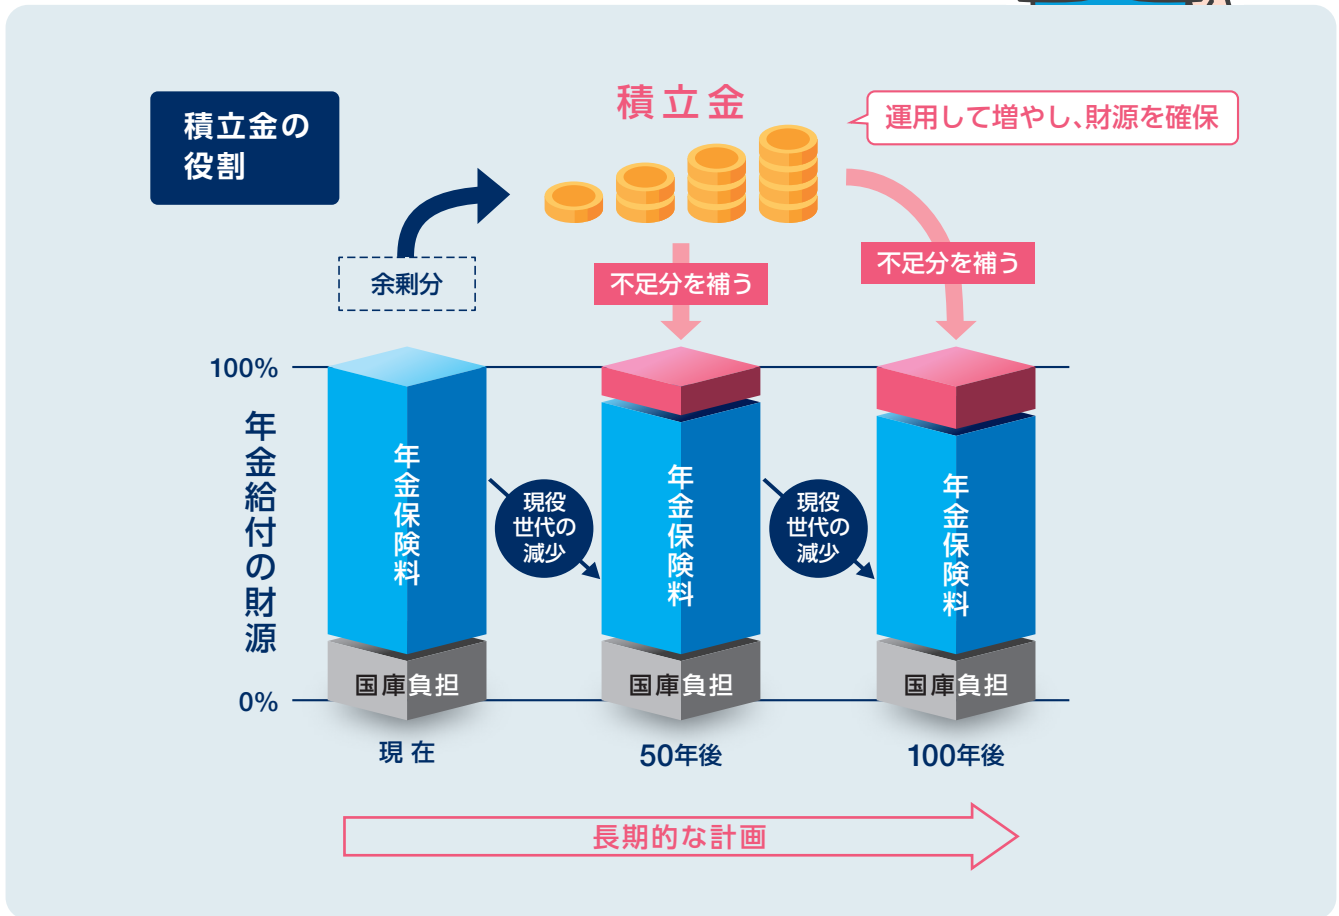 積立金の
役割
積立金
運用して増やし、財源を確保
余剰分
不足分を補う
不足分を補う
100%
年金給付の財源
0%
年金保険料
国庫負担
現在
現役
世代の
減少
年金保険料
国庫負担
50年後
現役
世代の
減少
年金保険料
国庫負担
100年後
長期的な計画